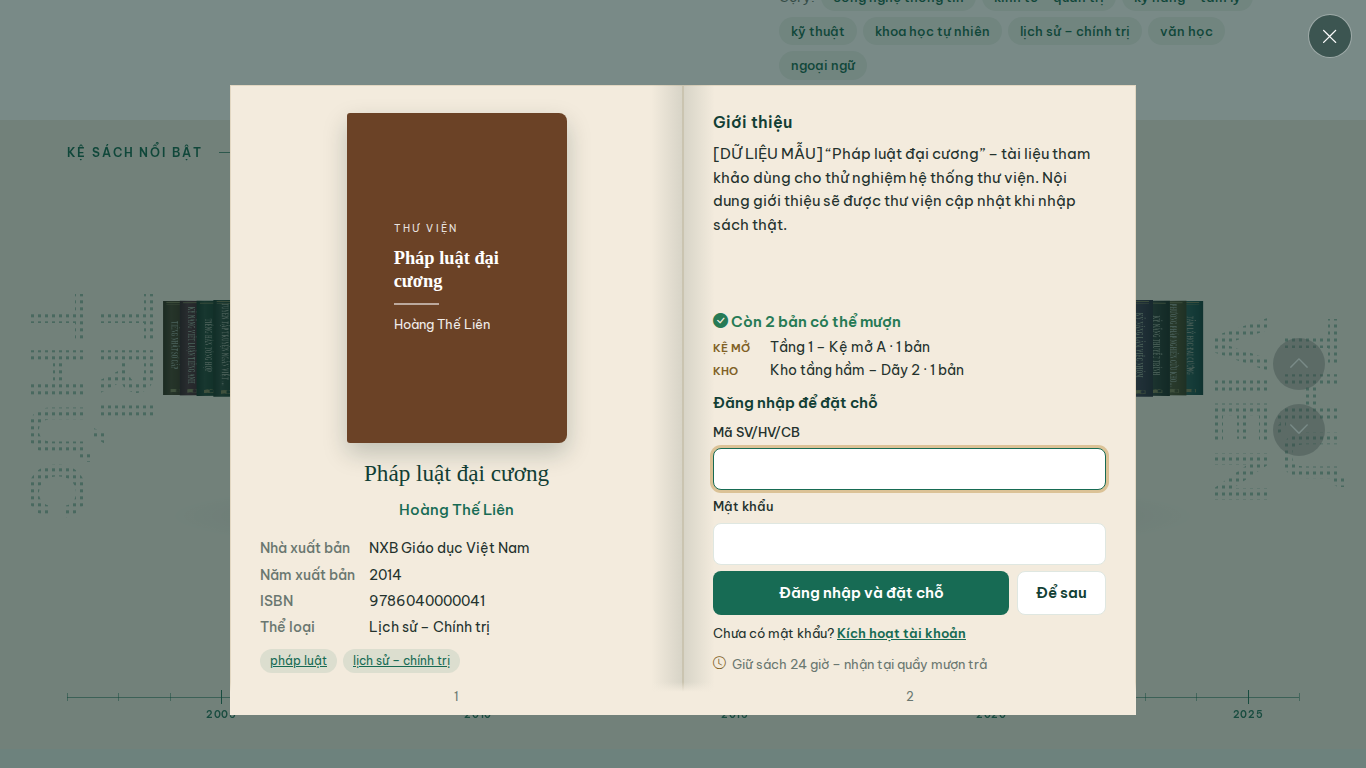 kỹ thuật
khoa học tự nhiên
lịch sử – chính trị
văn học
ngoại ngữ
KỆ SÁCH NỔI BẬT
THƯ VIỆN
Pháp luật đại
cương
Hoàng Thế Liên
Pháp luật đại cương
Hoàng Thế Liên
Nhà xuất bản NXB Giáo dục Việt Nam
Năm xuất bản 2014
ISBN 9786040000041
Thể loại Lịch sử – Chính trị
pháp luật
lịch sử – chính trị
1
Giới thiệu
[DỮ LIỆU MẪU] “Pháp luật đại cương” – tài liệu tham
khảo dùng cho thử nghiệm hệ thống thư viện. Nội
dung giới thiệu sẽ được thư viện cập nhật khi nhập
sách thật.
Còn 2 bản có thể mượn
KỆ MỞ Tầng 1 – Kệ mở A · 1 bản
KHO Kho tầng hầm – Dãy 2 · 1 bản
Đăng nhập để đặt chỗ
Mã SV/HV/CB
Mật khẩu
Đăng nhập và đặt chỗ
Để sau
Chưa có mật khẩu? Kích hoạt tài khoản
Giữ sách 24 giờ – nhận tại quầy mượn trả
2
2025